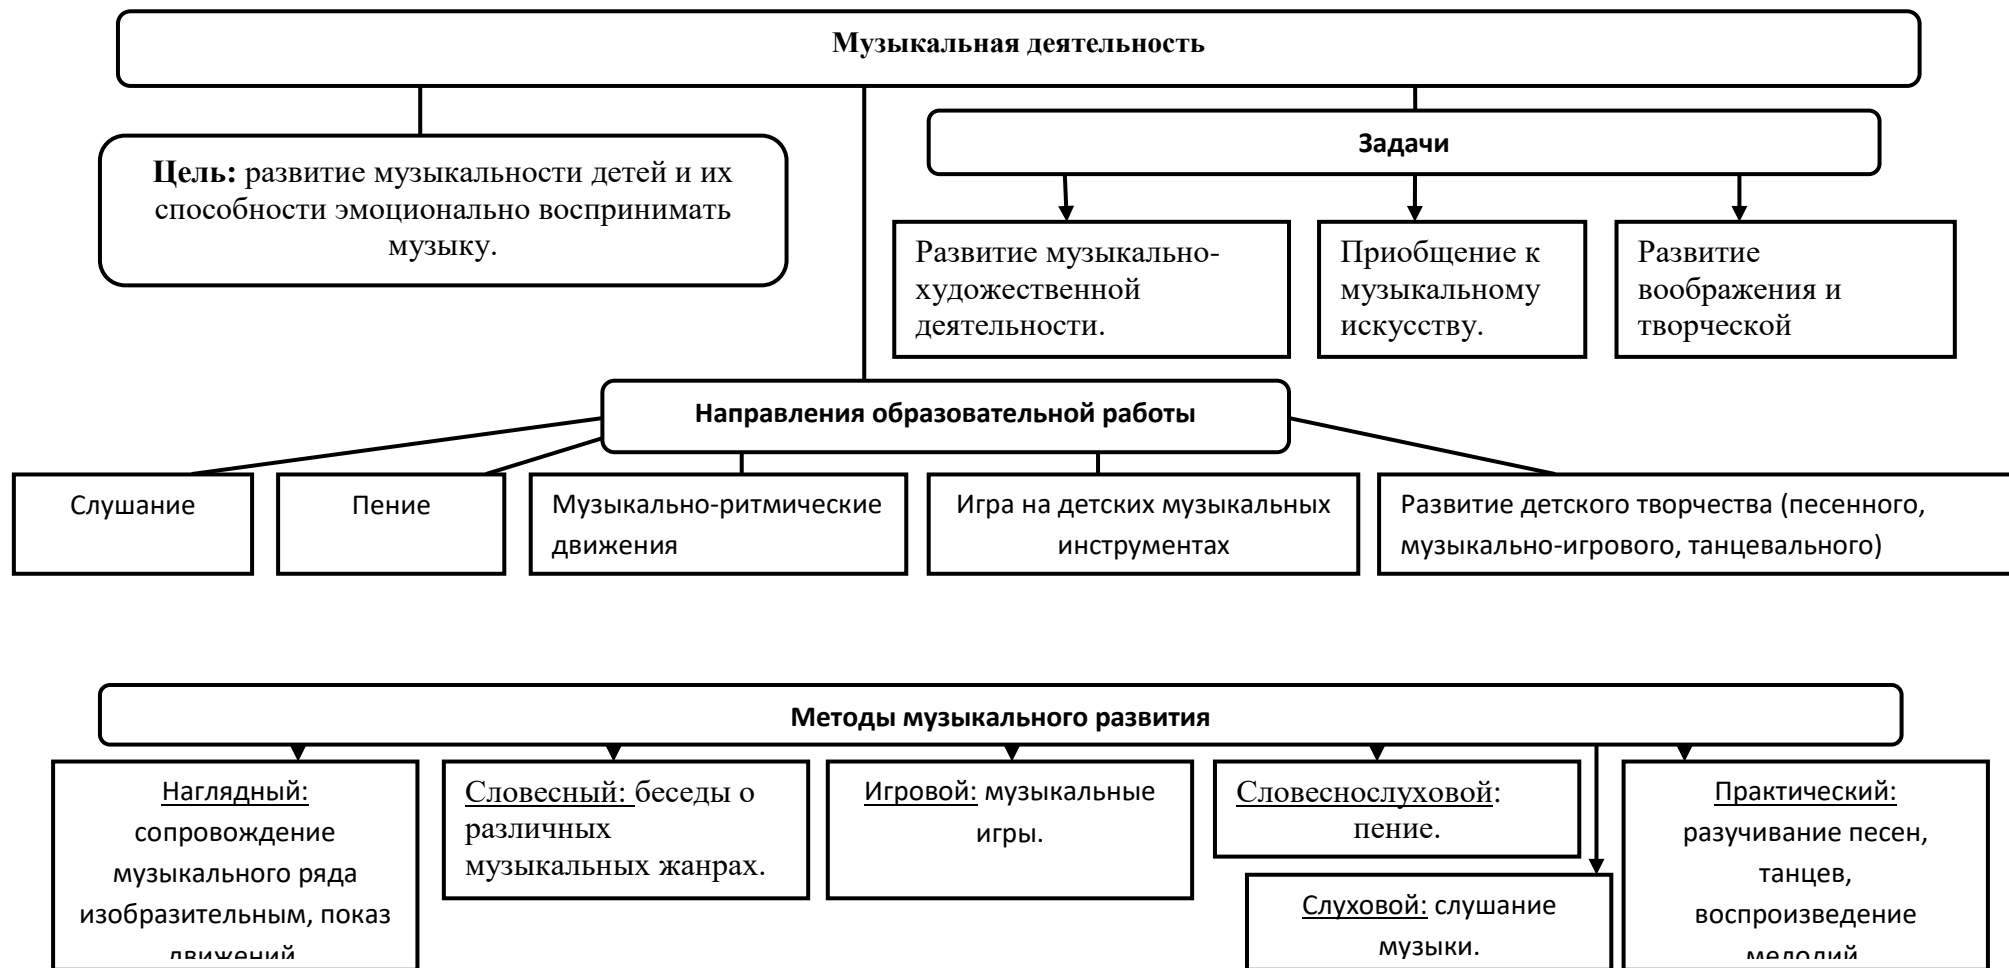 Музыкальная деятельность
Задачи
Цель: развитие музыкальности детей и их
способности эмоционально воспринимать
музыку.
Развитие музыкально-
художественной
деятельности.
Приобщение к
музыкальному
искусству.
Развитие
воображения и
творческой
Направления образовательной работы
Слушание
Пение
Музыкально-ритмические
движения
Игра на детских музыкальных
инструментах
Развитие детского творчества (песенного,
музыкально-игрового, танцевального)
Методы музыкального развития
Наглядный:
сопровождение
музыкального ряда
изобразительным, показ
движений
Словесный: беседы о
различных
музыкальных жанрах.
Игровой: музыкальные
игры.
Словеснослуховой:
пение.
Слуховой: слушание
музыки.
Практический:
разучивание песен,
танцев,
воспроизведение
мелодий